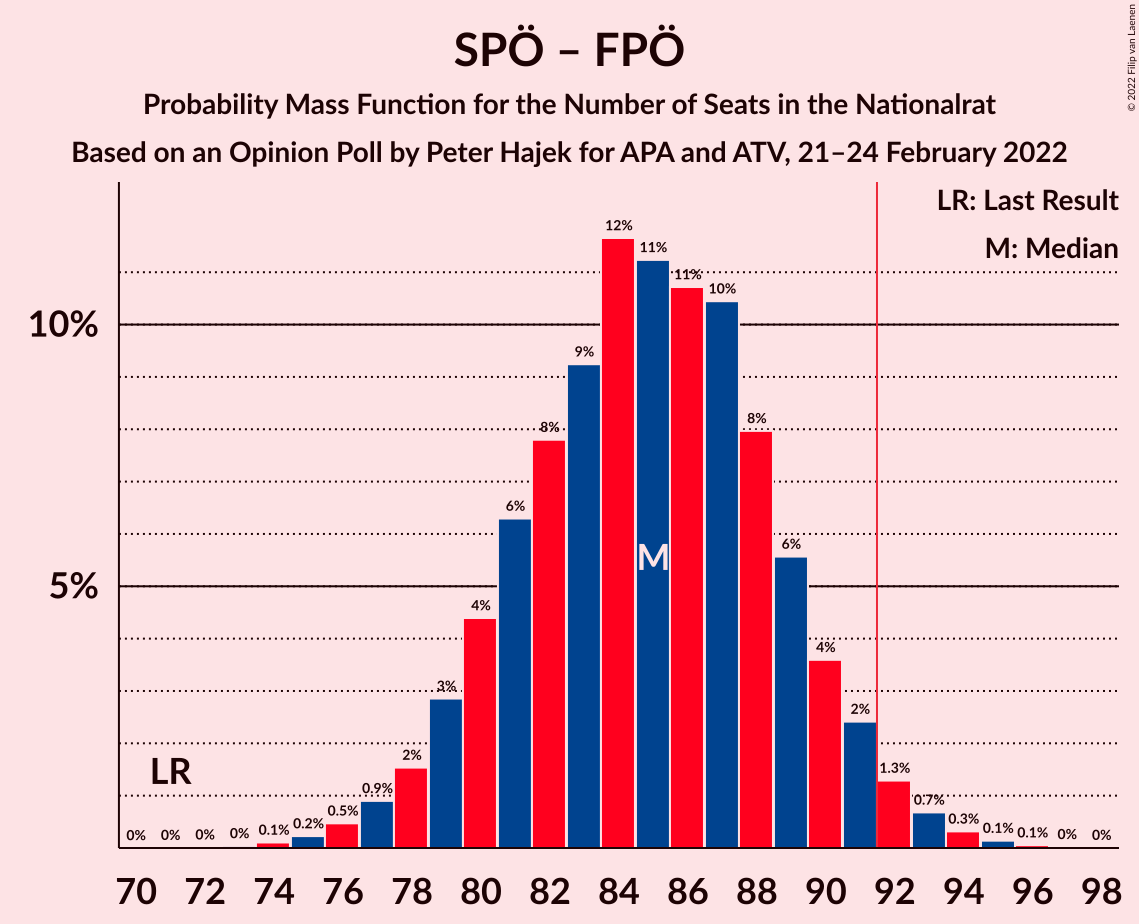 SPÖ – FPÖ
Probability Mass Function for the Number of Seats in the Nationalrat
Based on an Opinion Poll by Peter Hajek for APA and ATV, 21–24 February 2022
© 2022 Filip van Laenen
LR: Last Result
M: Median
10%
5%
0% 0% 0% 0% 0.1% 0.2% 0.5% 0.9% 2% 3% 4% 6% 8% 9% 12% 11% 11% 10% 8% 6% 4% 2% 1.3% 0.7% 0.3% 0.1% 0.1% 0% 0%
M
LR
70 72 74 76 78 80 82 84 86 88 90 92 94 96 98